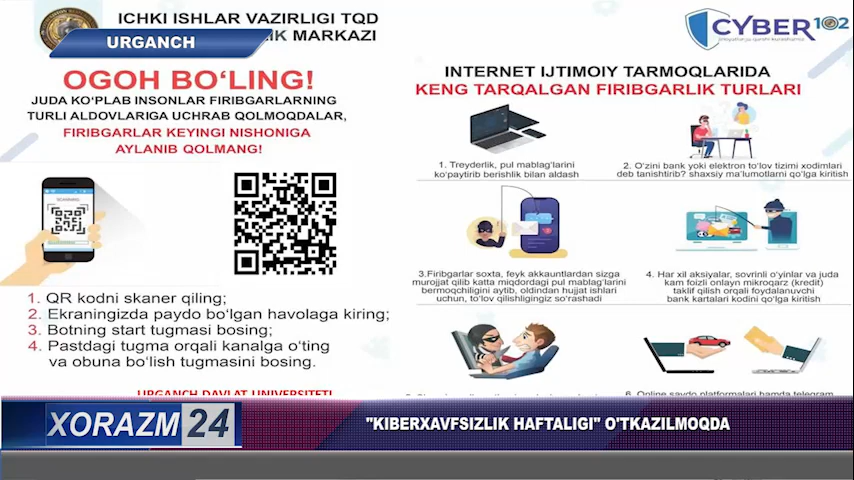 ICHKI ISHLAR VAZIRLIGI TQD
MARKAZI
URGANCH
OGOH BO‘LING!
JUDA KO‘PLAB INSONLAR FIRIBGARLARNING
TURLI ALDOVLARIGA UCHRAB QOLMOQDALAR,
FIRIBGARLAR KEYINGI NISHONIGA
AYLANIB QOLMANG!
1. QR kodni skaner qiling;
2. Ekraningizda paydo bo‘lgan havolaga kiring;
3. Botning start tugmasi bosing;
4. Pastdagi tugma orqali kanalga o‘ting
va obuna bo‘lish tugmasini bosing.
URGANCH DAVLAT UNIVERSITETI
CYBER 102
INTERNET IJTIMOIY TARMOQLARIDA
KENG TARQALGAN FIRIBGARLIK TURLARI
1. Treyderlik, pul mablag‘larini
ko‘paytirib berishlik bilan aldash
2. O‘zini bank yoki elektron to‘lov tizimi xodimlari
deb tanishtirib? shaxsiy ma’lumotlarni qo‘lga kiritish
3.Firibgarlar soxta, feyk akkauntlardan sizga
murojjat qilib katta miqdordagi pul mablag‘larini
bermoqchiligini aytib, oldindan hujjat ishlari
uchun, to‘lov qilishligingiz so‘rashadi
4. Har xil aksiyalar, sovrinli o‘yinlar va juda
kam foizli onlayn mikroqarz (kredit)
taklif qilish orqali foydalanuvchi
bank kartalari kodini qo‘lga kiritish
6. Online savdo platformalari hamda telegram
XORAZM 24
"KIBERXAVFSIZLIK HAFTALIGI" O'TKAZILMOQDA